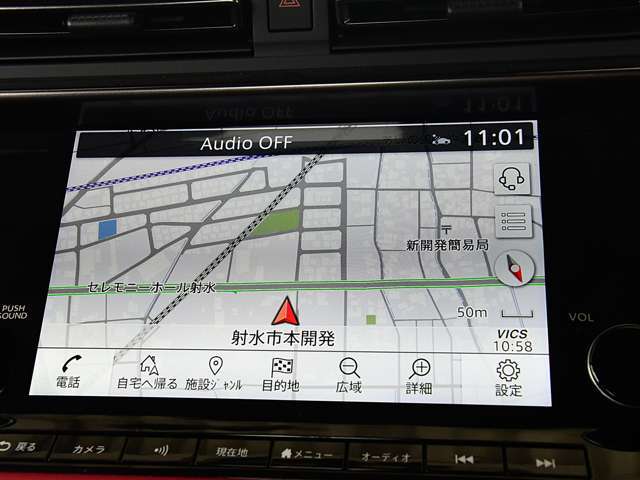 Audio OFF
11:01
〒
新開発簡易局
セレモニーホール射水
50m
射水市本開発
VICS
10:58
電話
自宅へ帰る
施設ｼﾞｬﾝﾙ
目的地
広域
詳細
設定
PUSH
SOUND
VOL
戻る
カメラ
現在地
メニュー
オーディオ